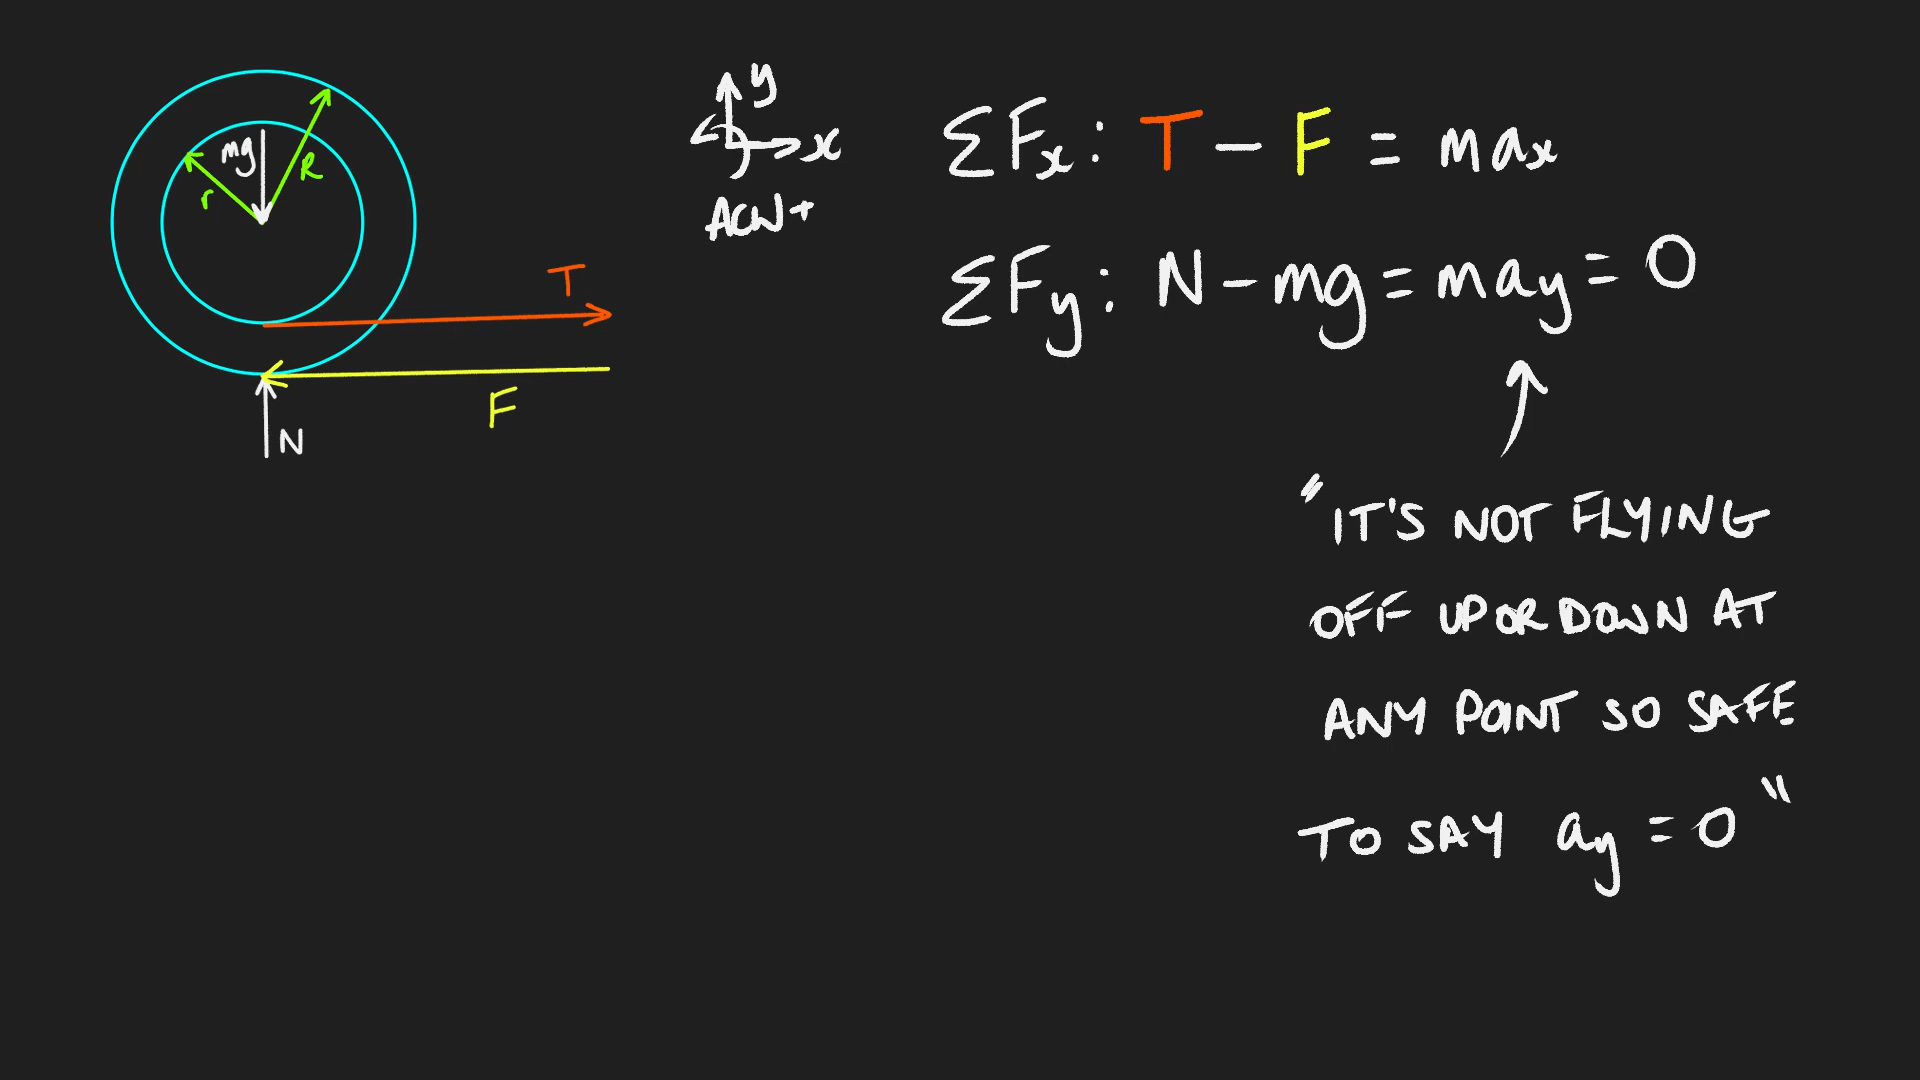 mg
r
R
T
F
N
y
x
ACW+
ΣFx: T - F = max
ΣFy: N - mg = may = 0
"IT'S NOT FLYING
OFF UP OR DOWN AT
ANY POINT SO SAFE
TO SAY ay = 0"